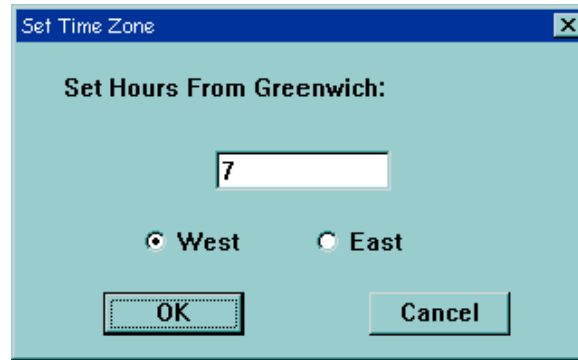 Set Time Zone
Set Hours From Greenwich:
7
West East
OK Cancel